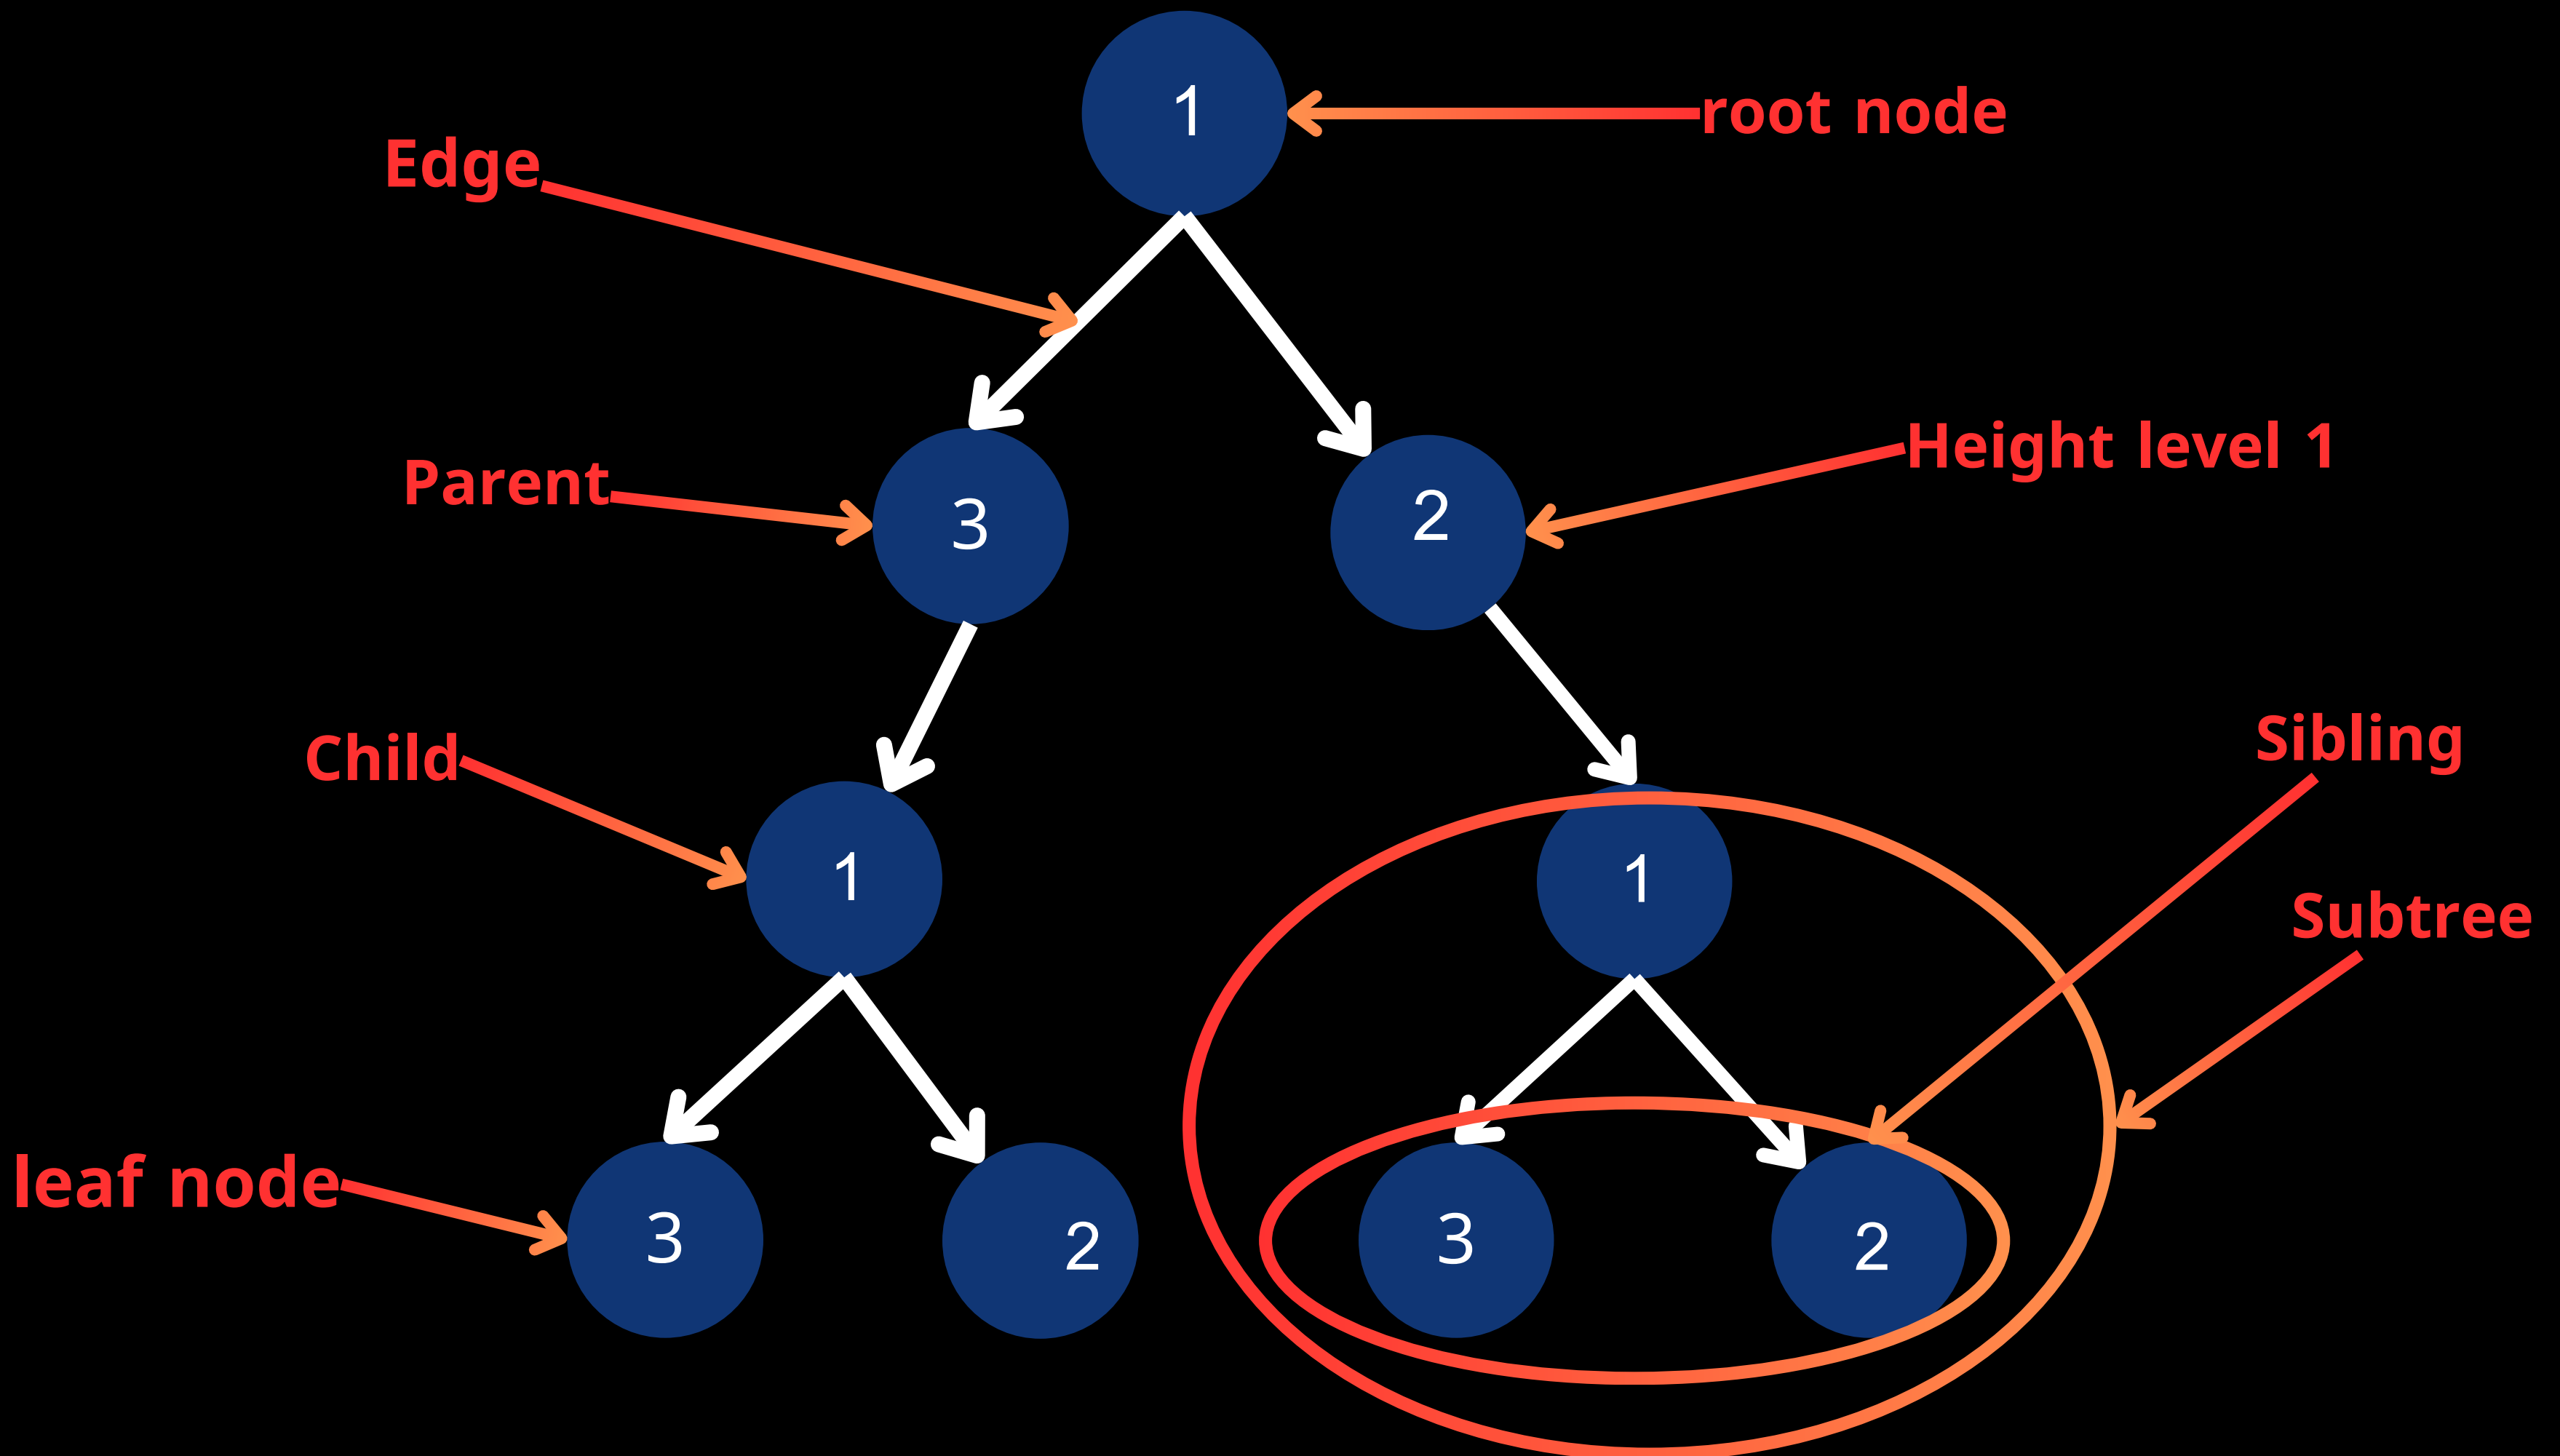 1
root node
Edge
Parent
3
2
Height level 1
Child
1
1
Sibling
Subtree
leaf node
3
2
3
2